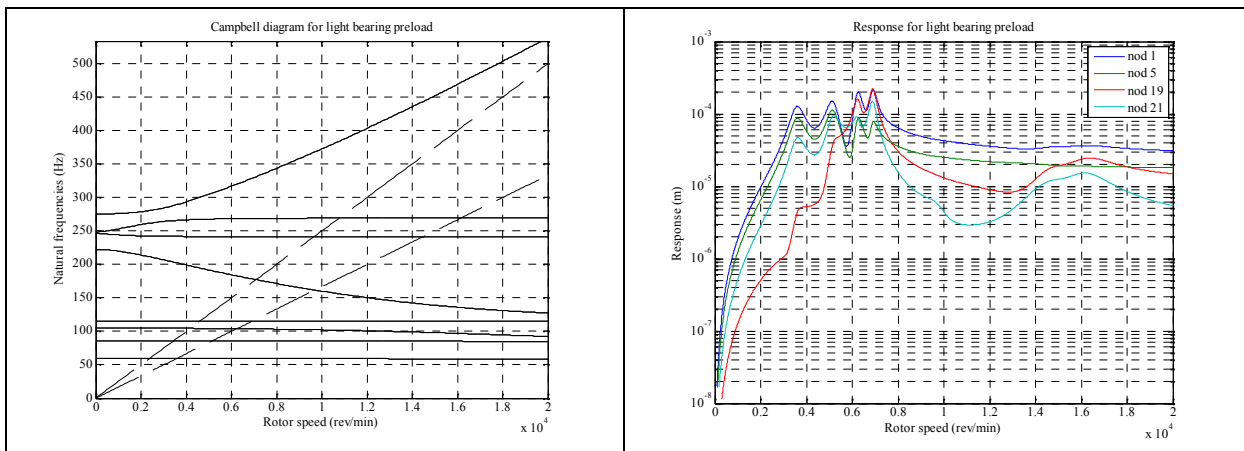 Campbell diagram for light bearing preload
500
450
400
350
300
250
200
150
100
50
0
Natural frequencies (Hz)
0 0.2 0.4 0.6 0.8 1 1.2 1.4 1.6 1.8 2
Rotor speed (rev/min)
x 10^4
Response for light bearing preload
10^-3
10^-4
10^-5
10^-6
10^-7
10^-8
Response (m)
nod 1
nod 5
nod 19
nod 21
0 0.2 0.4 0.6 0.8 1 1.2 1.4 1.6 1.8 2
Rotor speed (rev/min)
x 10^4